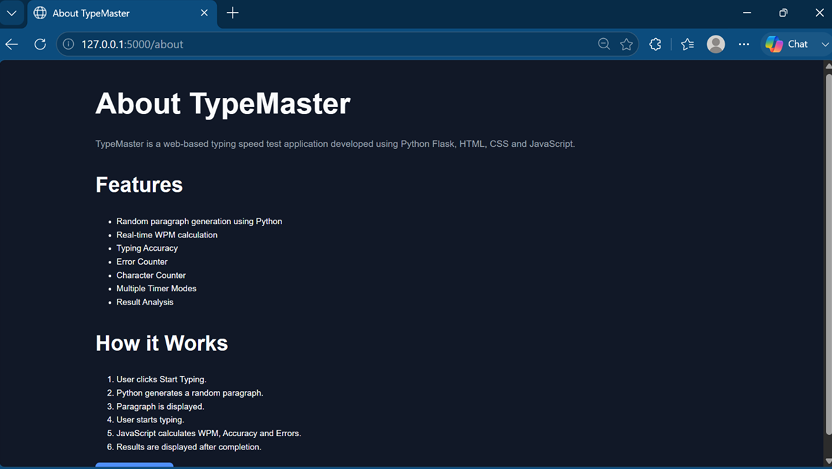 About TypeMaster
127.0.0.1:5000/about
Chat
About TypeMaster
TypeMaster is a web-based typing speed test application developed using Python Flask, HTML, CSS and JavaScript.
Features
• Random paragraph generation using Python
• Real-time WPM calculation
• Typing Accuracy
• Error Counter
• Character Counter
• Multiple Timer Modes
• Result Analysis
How it Works
1. User clicks Start Typing.
2. Python generates a random paragraph.
3. Paragraph is displayed.
4. User starts typing.
5. JavaScript calculates WPM, Accuracy and Errors.
6. Results are displayed after completion.